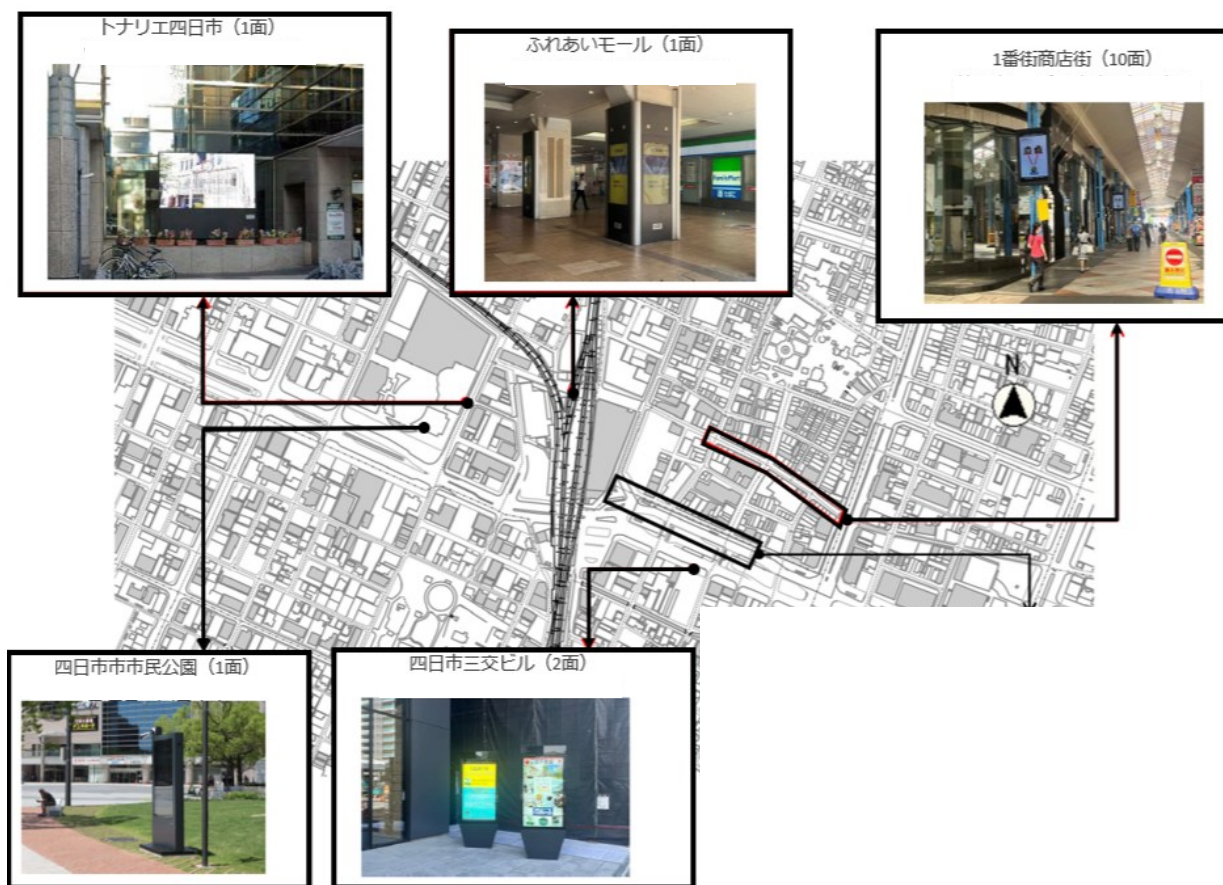 トナリエ四日市（1面）
ふれあいモール（1面）
1番街商店街（10面）
FamilyMart
N
四日市市市民公園（1面）
四日市三交ビル（2面）